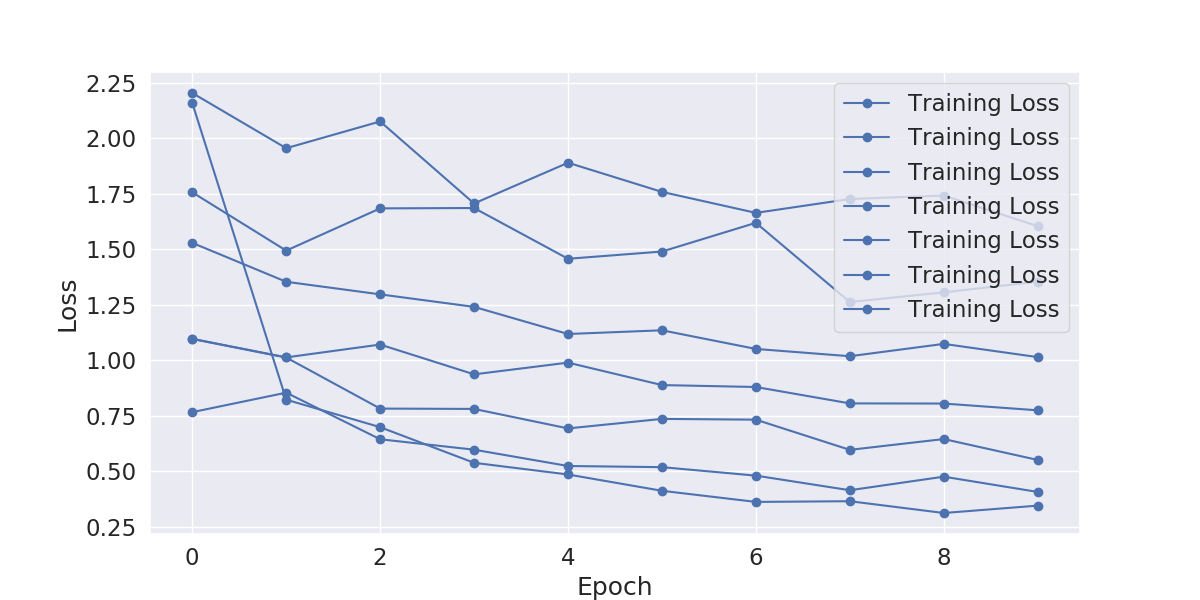 2.25
2.00
1.75
1.50
1.25
1.00
0.75
0.50
0.25
Loss
Training Loss
Training Loss
Training Loss
Training Loss
Training Loss
Training Loss
Training Loss
0 2 4 6 8
Epoch